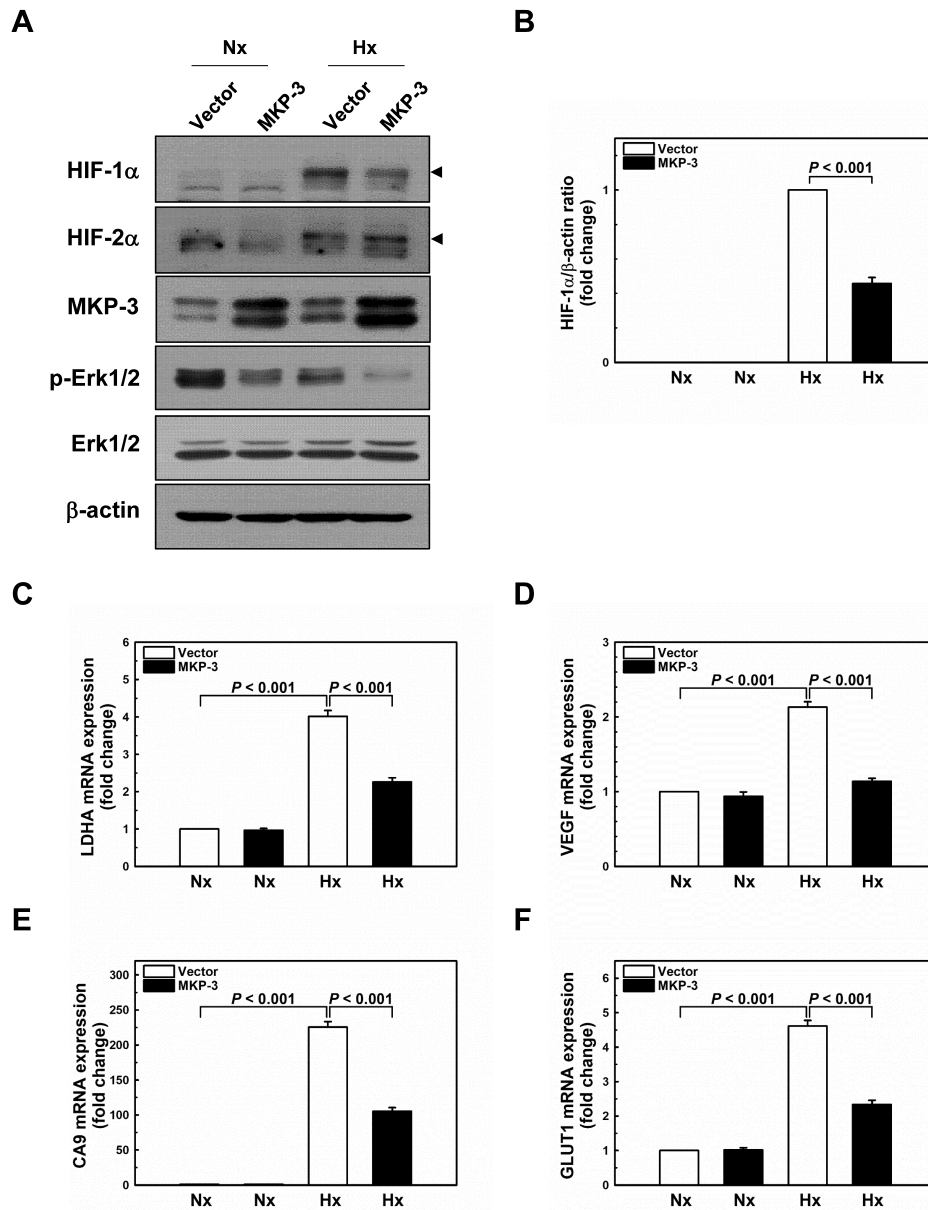 A
Nx Hx
Vector MKP-3 Vector MKP-3
HIF-1α
HIF-2α
MKP-3
p-Erk1/2
Erk1/2
β-actin
B
Vector
MKP-3
P < 0.001
1
0
HIF-1α/β-actin ratio
(fold change)
Nx Nx Hx Hx
C
Vector
MKP-3
P < 0.001 P < 0.001
6
5
4
3
2
1
0
LDHA mRNA expression
(fold change)
Nx Nx Hx Hx
D
Vector
MKP-3
P < 0.001 P < 0.001
3
2
1
0
VEGF mRNA expression
(fold change)
Nx Nx Hx Hx
E
Vector
MKP-3
P < 0.001 P < 0.001
300
250
200
150
100
50
0
CA9 mRNA expression
(fold change)
Nx Nx Hx Hx
F
Vector
MKP-3
P < 0.001 P < 0.001
6
5
4
3
2
1
0
GLUT1 mRNA expression
(fold change)
Nx Nx Hx Hx